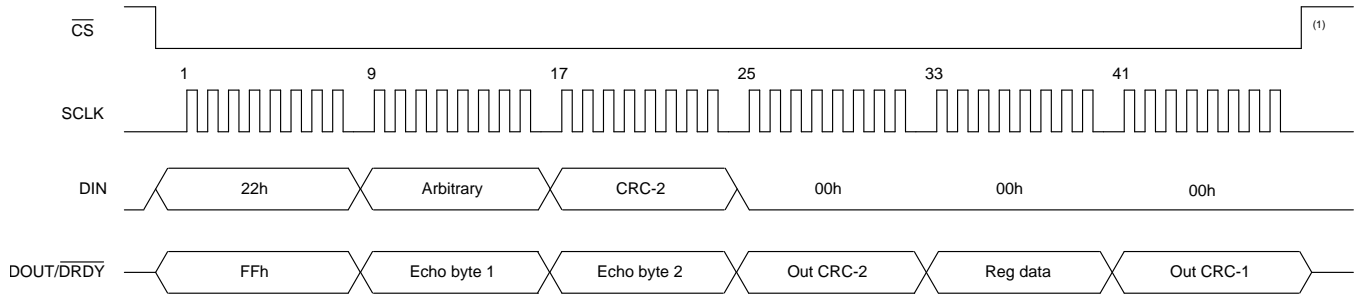 CS
(1)
1 9 17 25 33 41
SCLK
DIN 22h Arbitrary CRC-2 00h 00h 00h
DOUT/DRDY FFh Echo byte 1 Echo byte 2 Out CRC-2 Reg data Out CRC-1